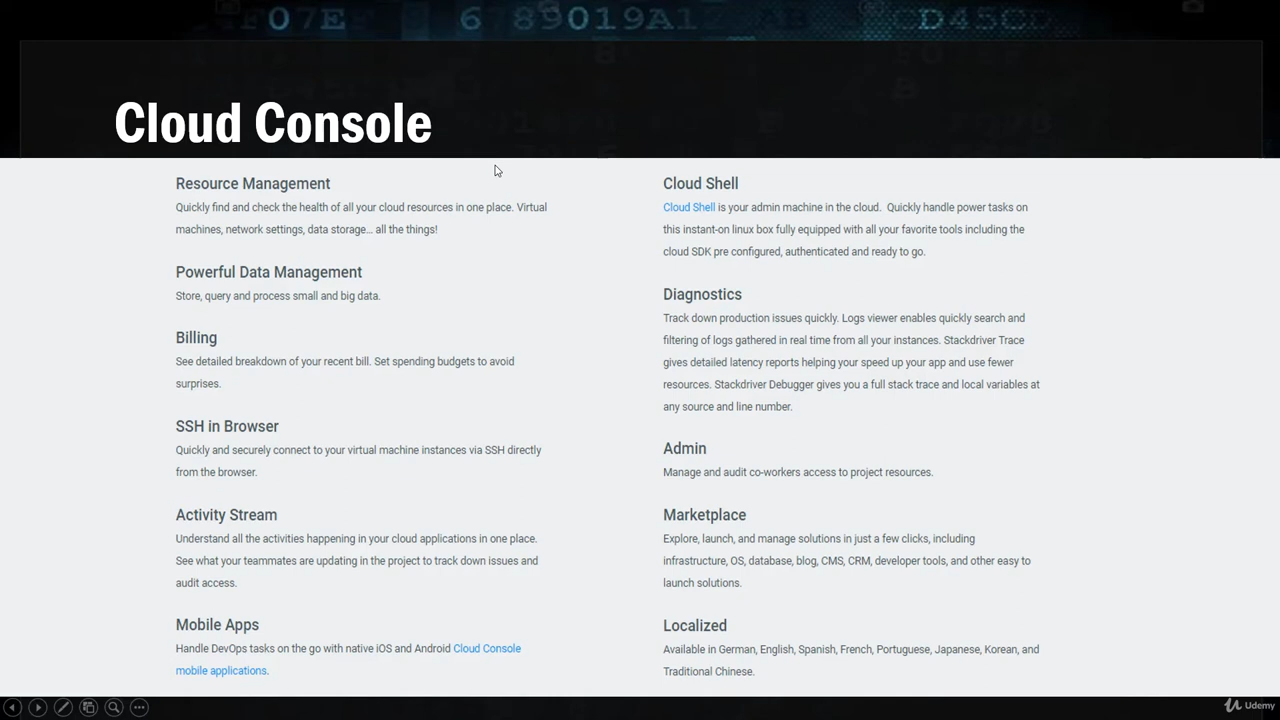 07EF 6789019A1 CD45CD
Cloud Console
Resource Management
Quickly find and check the health of all your cloud resources in one place. Virtual
machines, network settings, data storage... all the things!
Powerful Data Management
Store, query and process small and big data.
Billing
See detailed breakdown of your recent bill. Set spending budgets to avoid
surprises.
SSH in Browser
Quickly and securely connect to your virtual machine instances via SSH directly
from the browser.
Activity Stream
Understand all the activities happening in your cloud applications in one place.
See what your teammates are updating in the project to track down issues and
audit access.
Mobile Apps
Handle DevOps tasks on the go with native iOS and Android Cloud Console
mobile applications.
Cloud Shell
Cloud Shell is your admin machine in the cloud. Quickly handle power tasks on
this instant-on linux box fully equipped with all your favorite tools including the
cloud SDK pre configured, authenticated and ready to go.
Diagnostics
Track down production issues quickly. Logs viewer enables quickly search and
filtering of logs gathered in real time from all your instances. Stackdriver Trace
gives detailed latency reports helping your speed up your app and use fewer
resources. Stackdriver Debugger gives you a full stack trace and local variables at
any source and line number.
Admin
Manage and audit co-workers access to project resources.
Marketplace
Explore, launch, and manage solutions in just a few clicks, including
infrastructure, OS, database, blog, CMS, CRM, developer tools, and other easy to
launch solutions.
Localized
Available in German, English, Spanish, French, Portuguese, Japanese, Korean, and
Traditional Chinese.
Udemy